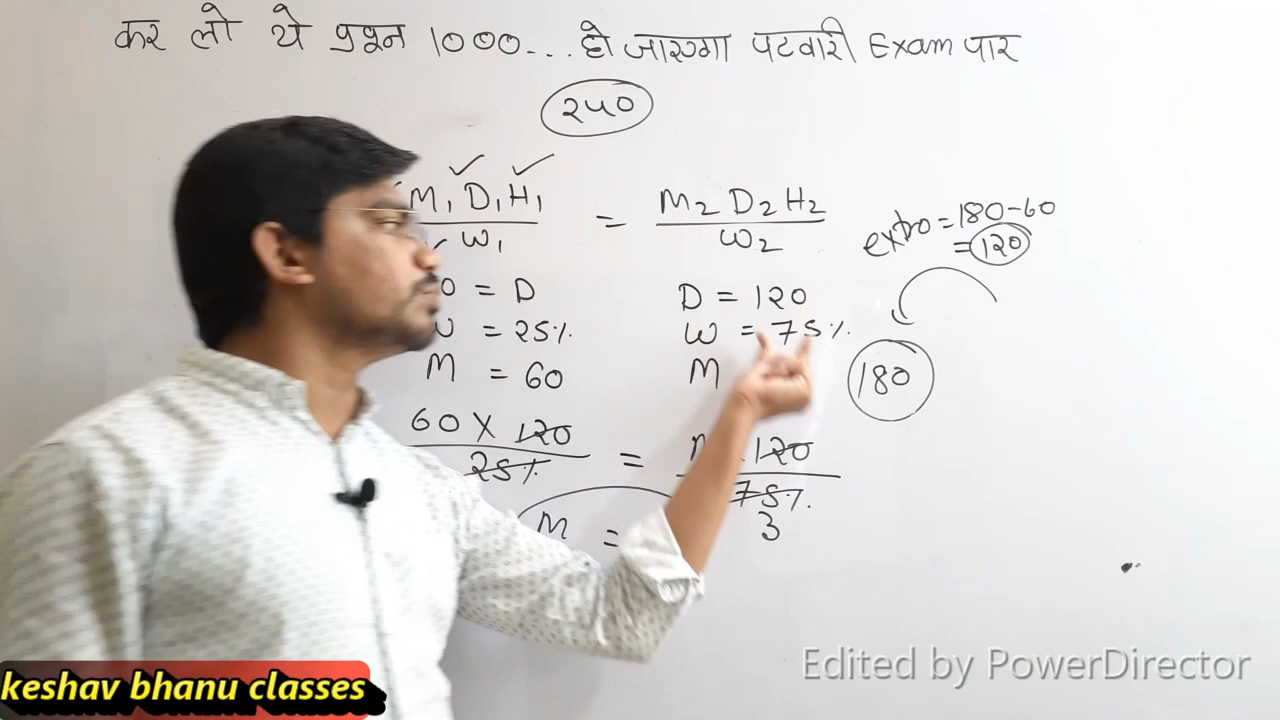 कर लो ये प्रश्न 1000... हो जाएगा पटवारी Exam पार
२५०
M₁ D₁ H₁ / W₁ = M₂ D₂ H₂ / W₂
extra = 180-60
= 120
= D
D = 120
= 25%
W = 75%
M = 60
M
180
60 X 120 / 25% = 120 / 75%
3
M =
keshav bhanu classes
Edited by PowerDirector